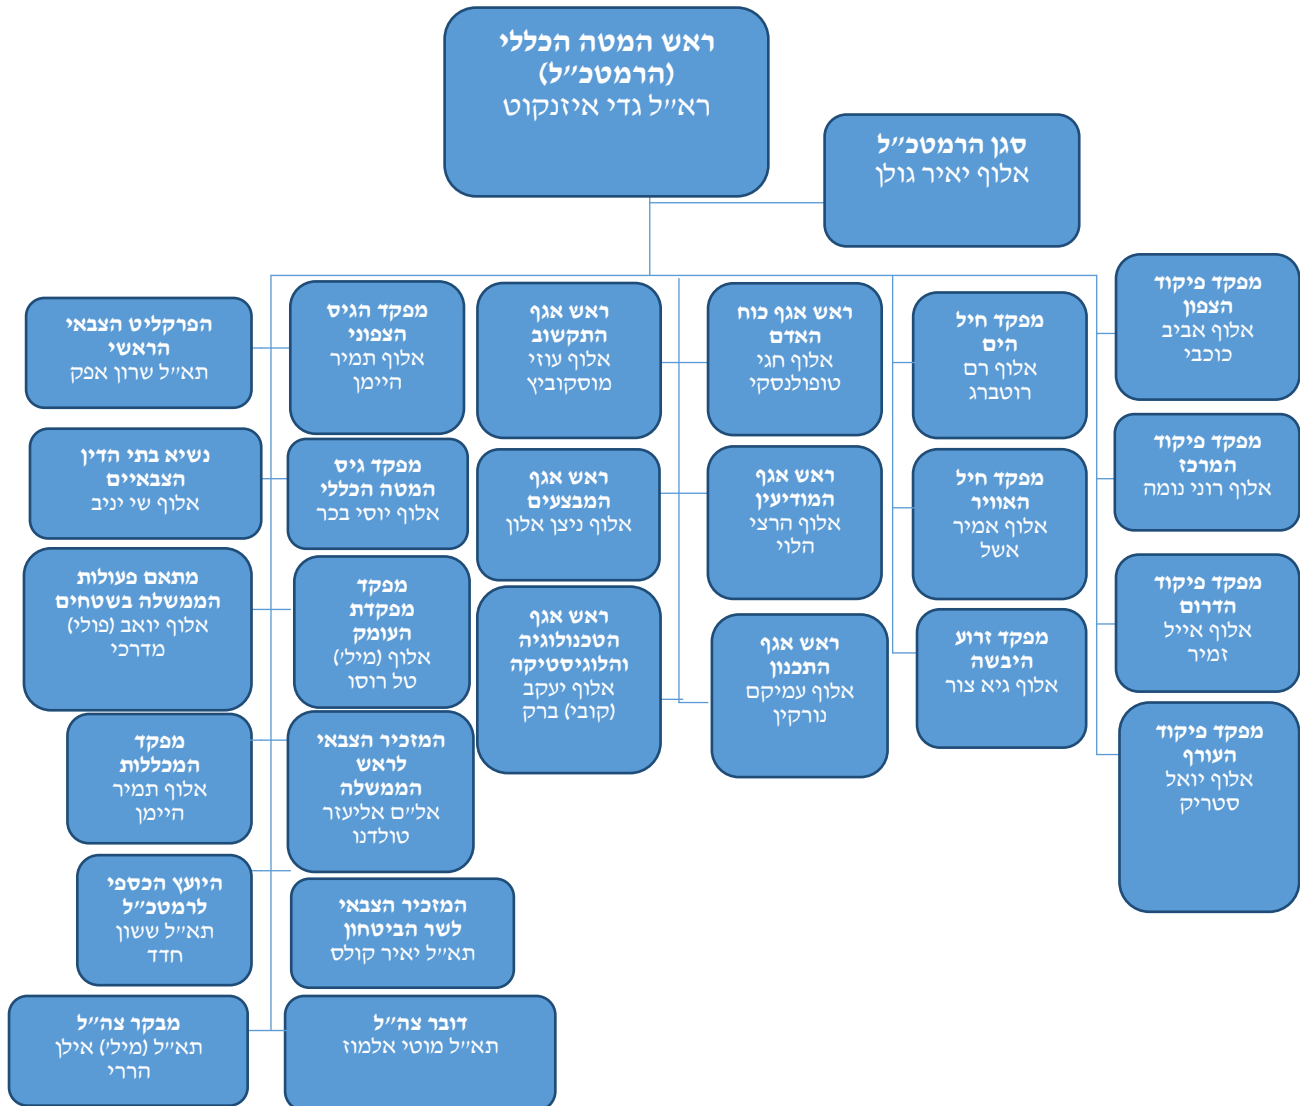 ראש המטה הכללי
(הרמטכ"ל)
רא"ל גדי איזנקוט
סגן הרמטכ"ל
אלוף יאיר גולן
מפקד פיקוד
הצפון
אלוף אביב
כוכבי
מפקד פיקוד
המרכז
אלוף רוני נומה
מפקד פיקוד
הדרום
אלוף אייל
זמיר
מפקד פיקוד
העורף
אלוף יואל
סטריק
מפקד חיל
הים
אלוף רם
רוטברג
מפקד חיל
האוויר
אלוף אמיר
אשל
מפקד זרוע
היבשה
אלוף גיא צור
ראש אגף כוח
האדם
אלוף חגי
טופולנסקי
ראש אגף
המודיעין
אלוף הרצי
הלוי
ראש אגף
התכנון
אלוף עמיקם
נורקין
ראש אגף
התקשוב
אלוף עוזי
מוסקוביץ
ראש אגף
המבצעים
אלוף ניצן אלון
ראש אגף
הטכנולוגיה
והלוגיסטיקה
אלוף יעקב
(קובי) ברק
מפקד הגיס
הצפוני
אלוף תמיר
היימן
מפקד גיס
המטה הכללי
אלוף יוסי בכר
מפקד
מפקדת
העומק
אלוף (מיל')
טל רוסו
המזכיר הצבאי
לראש
הממשלה
אל"ם אליעזר
טולדנו
המזכיר הצבאי
לשר הביטחון
תא"ל יאיר קולס
דובר צה"ל
תא"ל מוטי אלמוז
הפרקליט הצבאי
הראשי
תא"ל שרון אפק
נשיא בתי הדין
הצבאיים
אלוף שי יניב
מתאם פעולות
הממשלה בשטחים
אלוף יואב (פולי)
מדרכי
מפקד
המכללות
אלוף תמיר
היימן
היועץ הכספי
לרמטכ"ל
תא"ל ששון
חדד
מבקר צה"ל
תא"ל (מיל') אילן
הררי